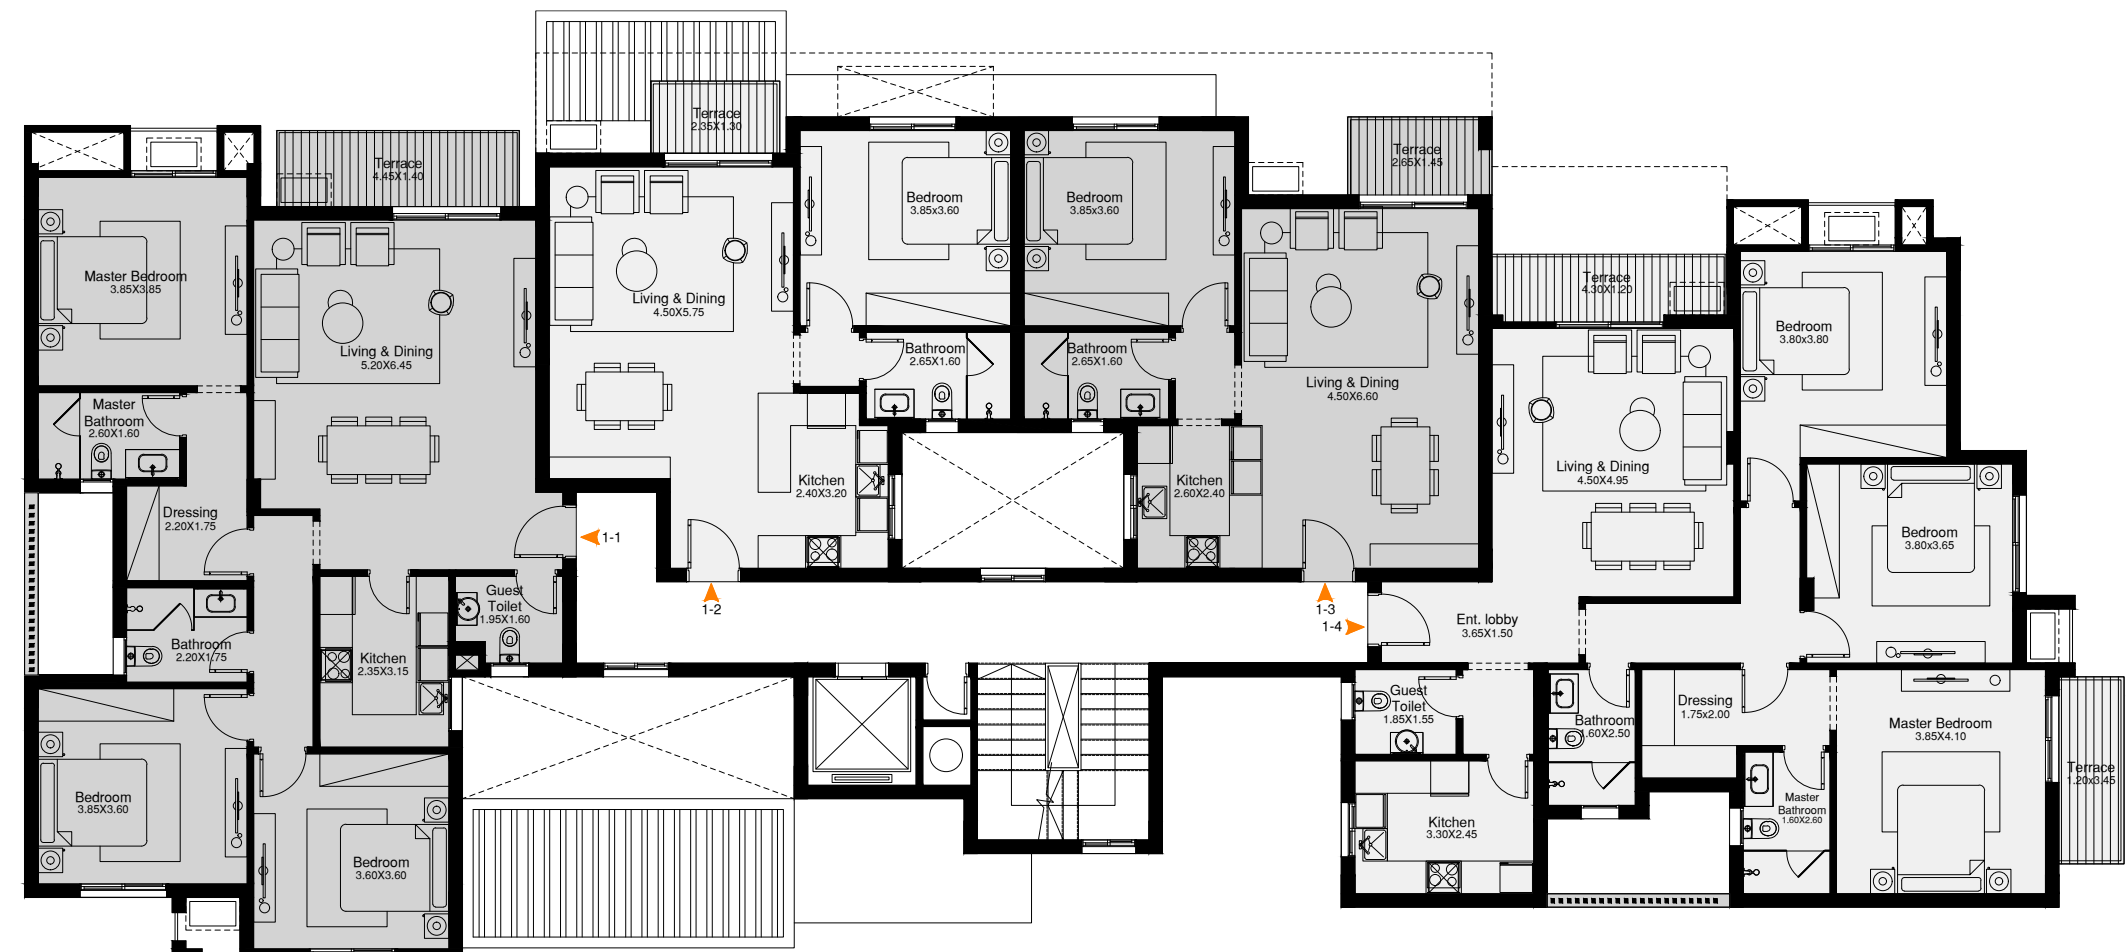 Master Bedroom
3.85X3.85
Terrace
4.45X1.40
Living & Dining
5.20X6.45
Master
Bathroom
2.60X1.60
Dressing
2.20X1.75
Bathroom
2.20X1.75
Bedroom
3.85X3.60
Kitchen
2.35X3.15
Guest
Toilet
1.95X1.60
Bedroom
3.60X3.60
1-1
Terrace
2.35X1.30
Living & Dining
4.50X5.75
Bedroom
3.85x3.60
Bathroom
2.65X1.60
Kitchen
2.40X3.20
1-2
Bedroom
3.85x3.60
Bathroom
2.65X1.60
Kitchen
2.60X2.40
Terrace
2.65X1.45
Living & Dining
4.50X6.60
1-3
1-4
Terrace
4.30X1.20
Living & Dining
4.50X4.95
Ent. lobby
3.65X1.50
Bedroom
3.80x3.80
Bedroom
3.80x3.65
Guest
Toilet
1.85X1.55
Kitchen
3.30X2.45
Bathroom
1.60X2.50
Dressing
1.75x2.00
Master
Bathroom
1.60X2.60
Master Bedroom
3.85X4.10
Terrace
1.20x3.45